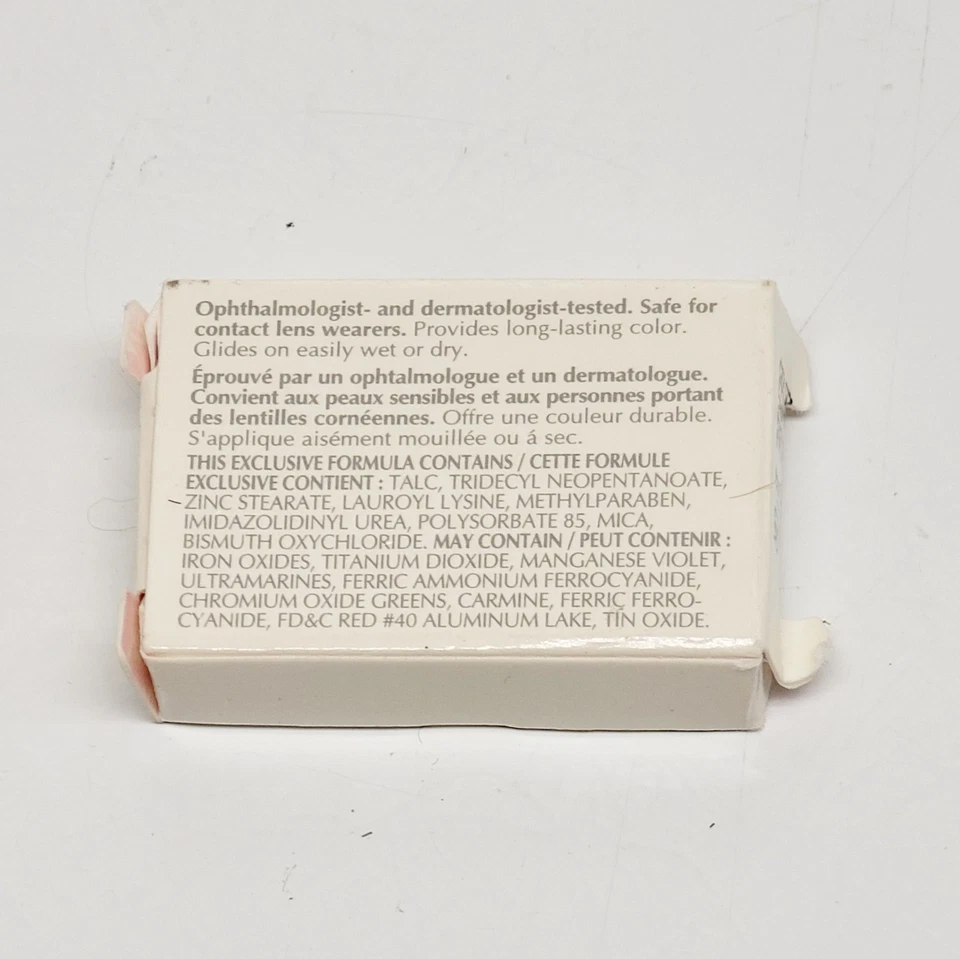 Ophthalmologist- and dermatologist-tested. Safe for
contact lens wearers. Provides long-lasting color.
Glides on easily wet or dry.
Éprouvé par un ophtalmologue et un dermatologue.
Convient aux peaux sensibles et aux personnes portant
des lentilles cornéennes. Offre une couleur durable.
S'applique aisément mouillée ou á sec.
THIS EXCLUSIVE FORMULA CONTAINS / CETTE FORMULE
EXCLUSIVE CONTIENT : TALC, TRIDECYL NEOPENTANOATE,
ZINC STEARATE, LAUROYL LYSINE, METHYLPARABEN,
IMIDAZOLIDINYL UREA, POLYSORBATE 85, MICA,
BISMUTH OXYCHLORIDE. MAY CONTAIN / PEUT CONTENIR :
IRON OXIDES, TITANIUM DIOXIDE, MANGANESE VIOLET,
ULTRAMARINES, FERRIC AMMONIUM FERROCYANIDE,
CHROMIUM OXIDE GREENS, CARMINE, FERRIC FERRO-
CYANIDE, FD&C RED #40 ALUMINUM LAKE, TIN OXIDE.